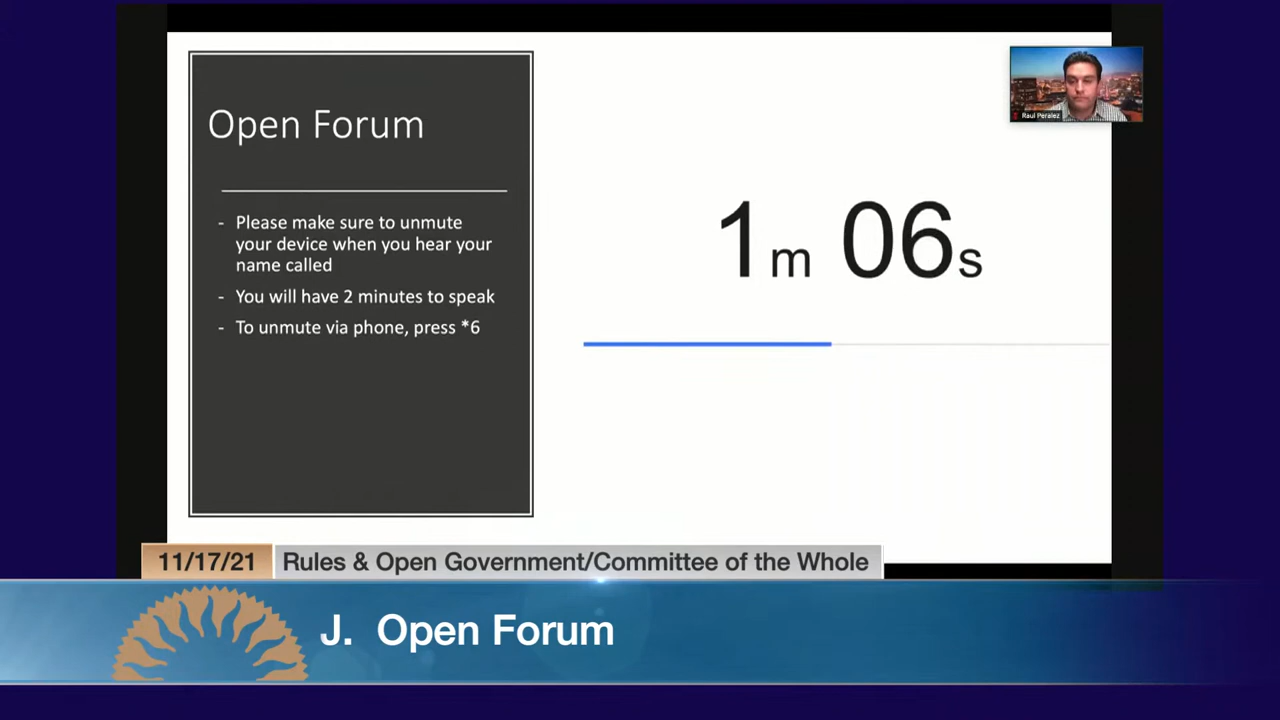 Open Forum
- Please make sure to unmute
your device when you hear your
name called
- You will have 2 minutes to speak
- To unmute via phone, press *6
1m 06s
Raul Peralez
11/17/21
Rules & Open Government/Committee of the Whole
J. Open Forum